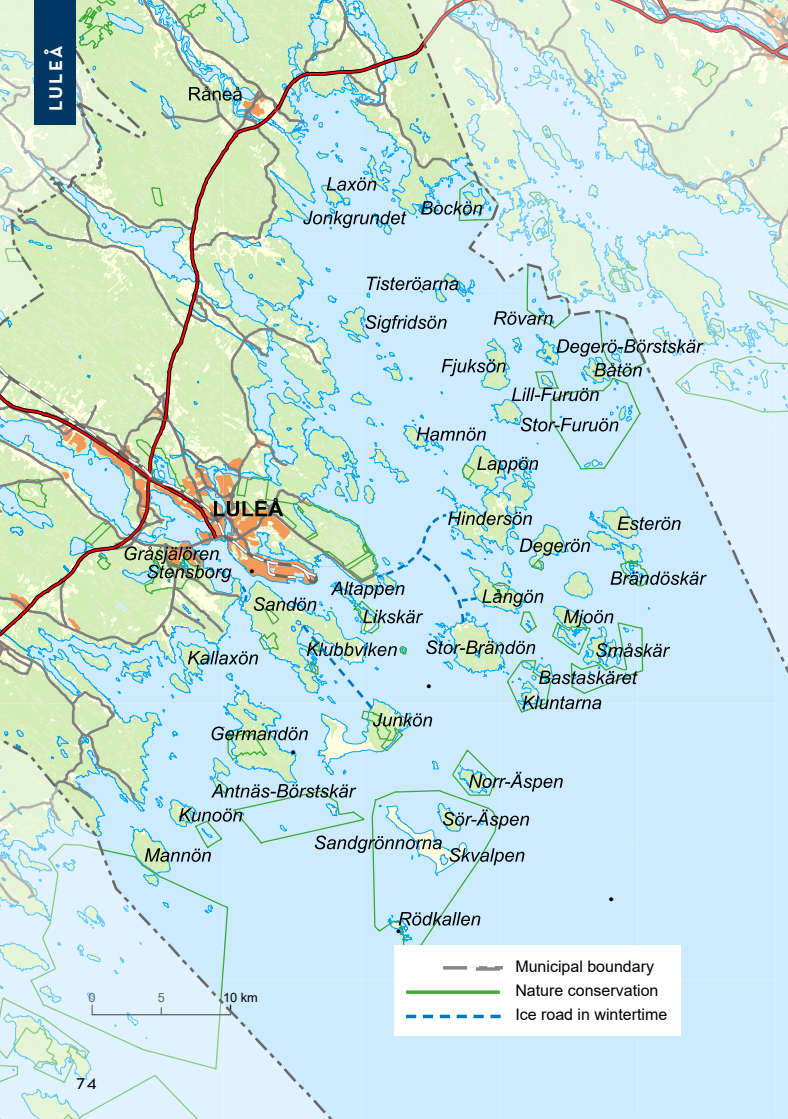 LULEÅ
Råneå
Laxön
Bockön
Jonkgrundet
Tisteröarna
Sigfridsön
Rövarn
Degerö-Börstskär
Fjuksön
Båtön
Lill-Furuön
Stor-Furuön
Hamnön
Lappön
LULEÅ
Hindersön
Esterön
Degerön
Gråsjälören
Stensborg
Brändöskär
Altappen
Långön
Sandön
Likskär
Mjoön
Klubbviken
Stor-Brändön
Småskär
Kallaxön
Bastaskäret
Kluntarna
Junkön
Germandön
Norr-Äspen
Antnäs-Börstskär
Kunoön
Sör-Äspen
Sandgrönnorna
Mannön
Skvalpen
Rödkallen
Municipal boundary
Nature conservation
Ice road in wintertime
0 5 10 km
74